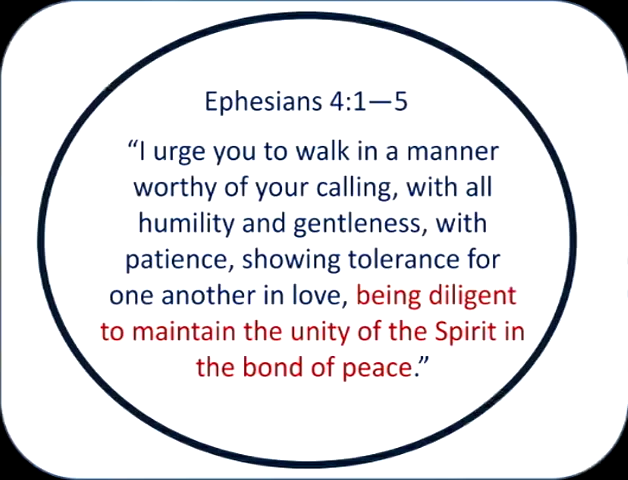 Ephesians 4:1—5
“I urge you to walk in a manner
worthy of your calling, with all
humility and gentleness, with
patience, showing tolerance for
one another in love, being diligent
to maintain the unity of the Spirit in
the bond of peace.”